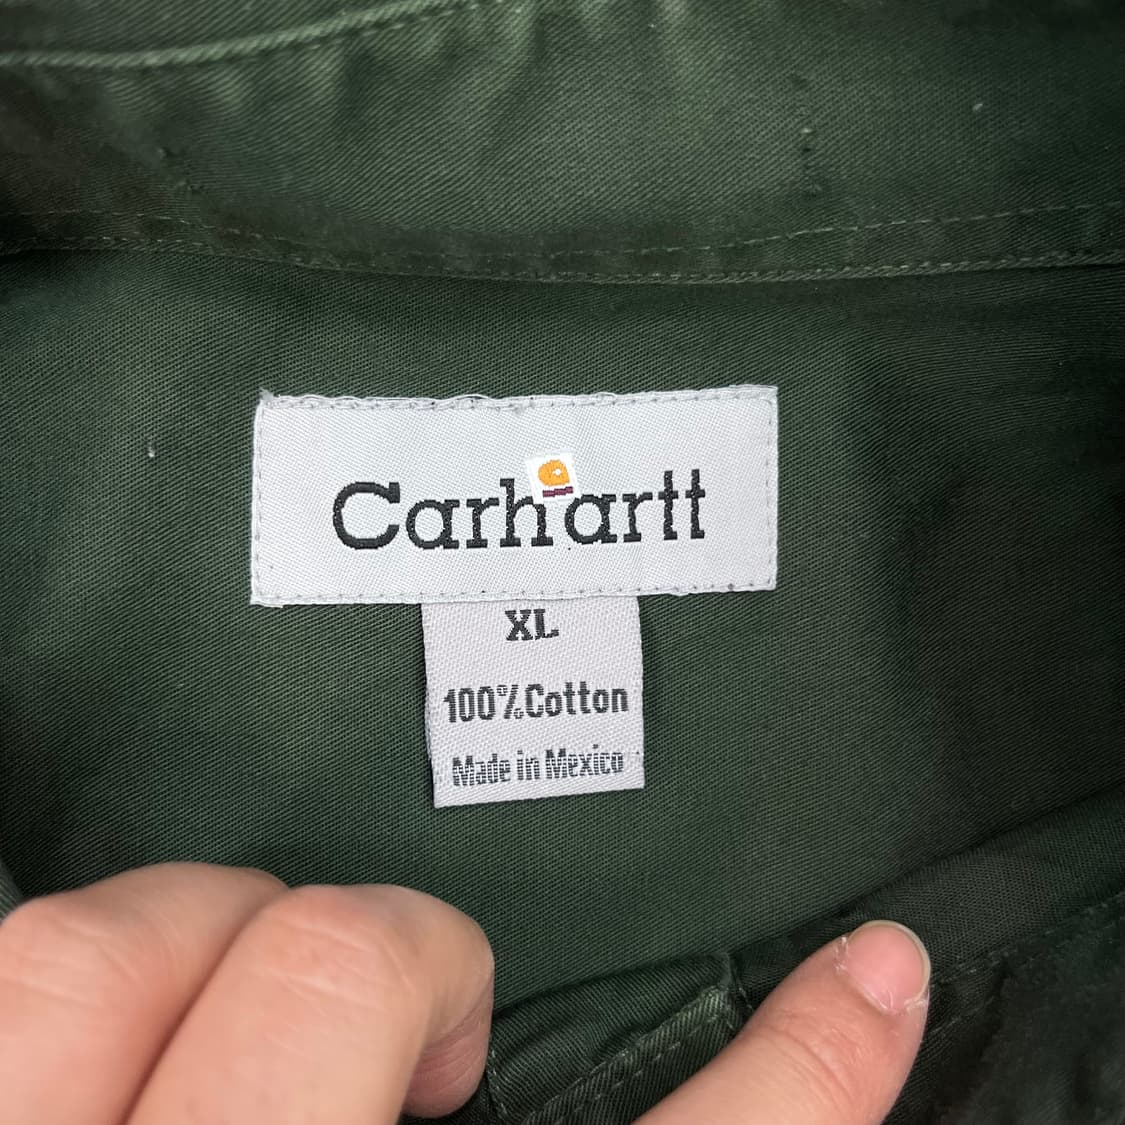 Carhartt
XL
100% Cotton
Made in Mexico